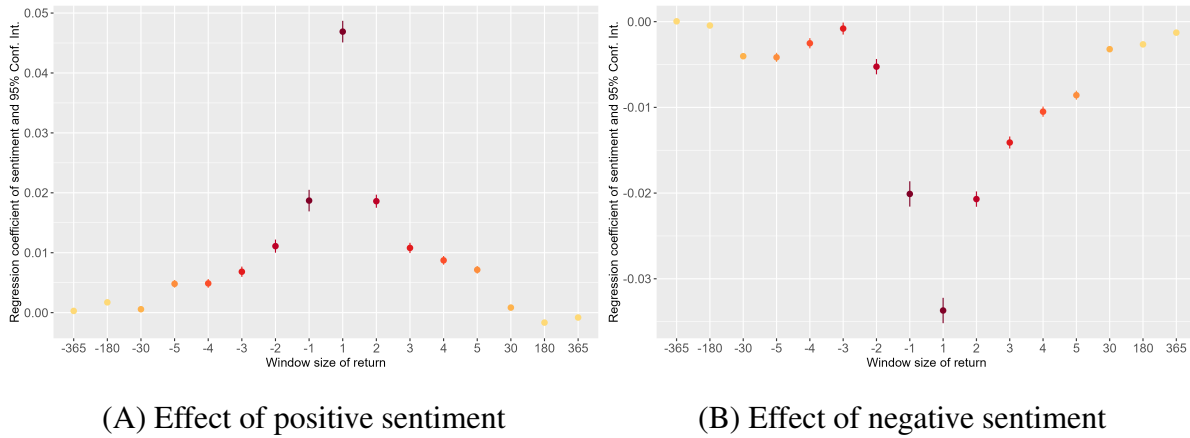 Regression coefficient of sentiment and 95% Conf. Int.
0.05
0.04
0.03
0.02
0.01
0.00
-365 -180 -30 -5 -4 -3 -2 -1 1 2 3 4 5 30 180 365
Window size of return
(A) Effect of positive sentiment
Regression coefficient of sentiment and 95% Conf. Int.
0.00
-0.01
-0.02
-0.03
-365 -180 -30 -5 -4 -3 -2 -1 1 2 3 4 5 30 180 365
Window size of return
(B) Effect of negative sentiment